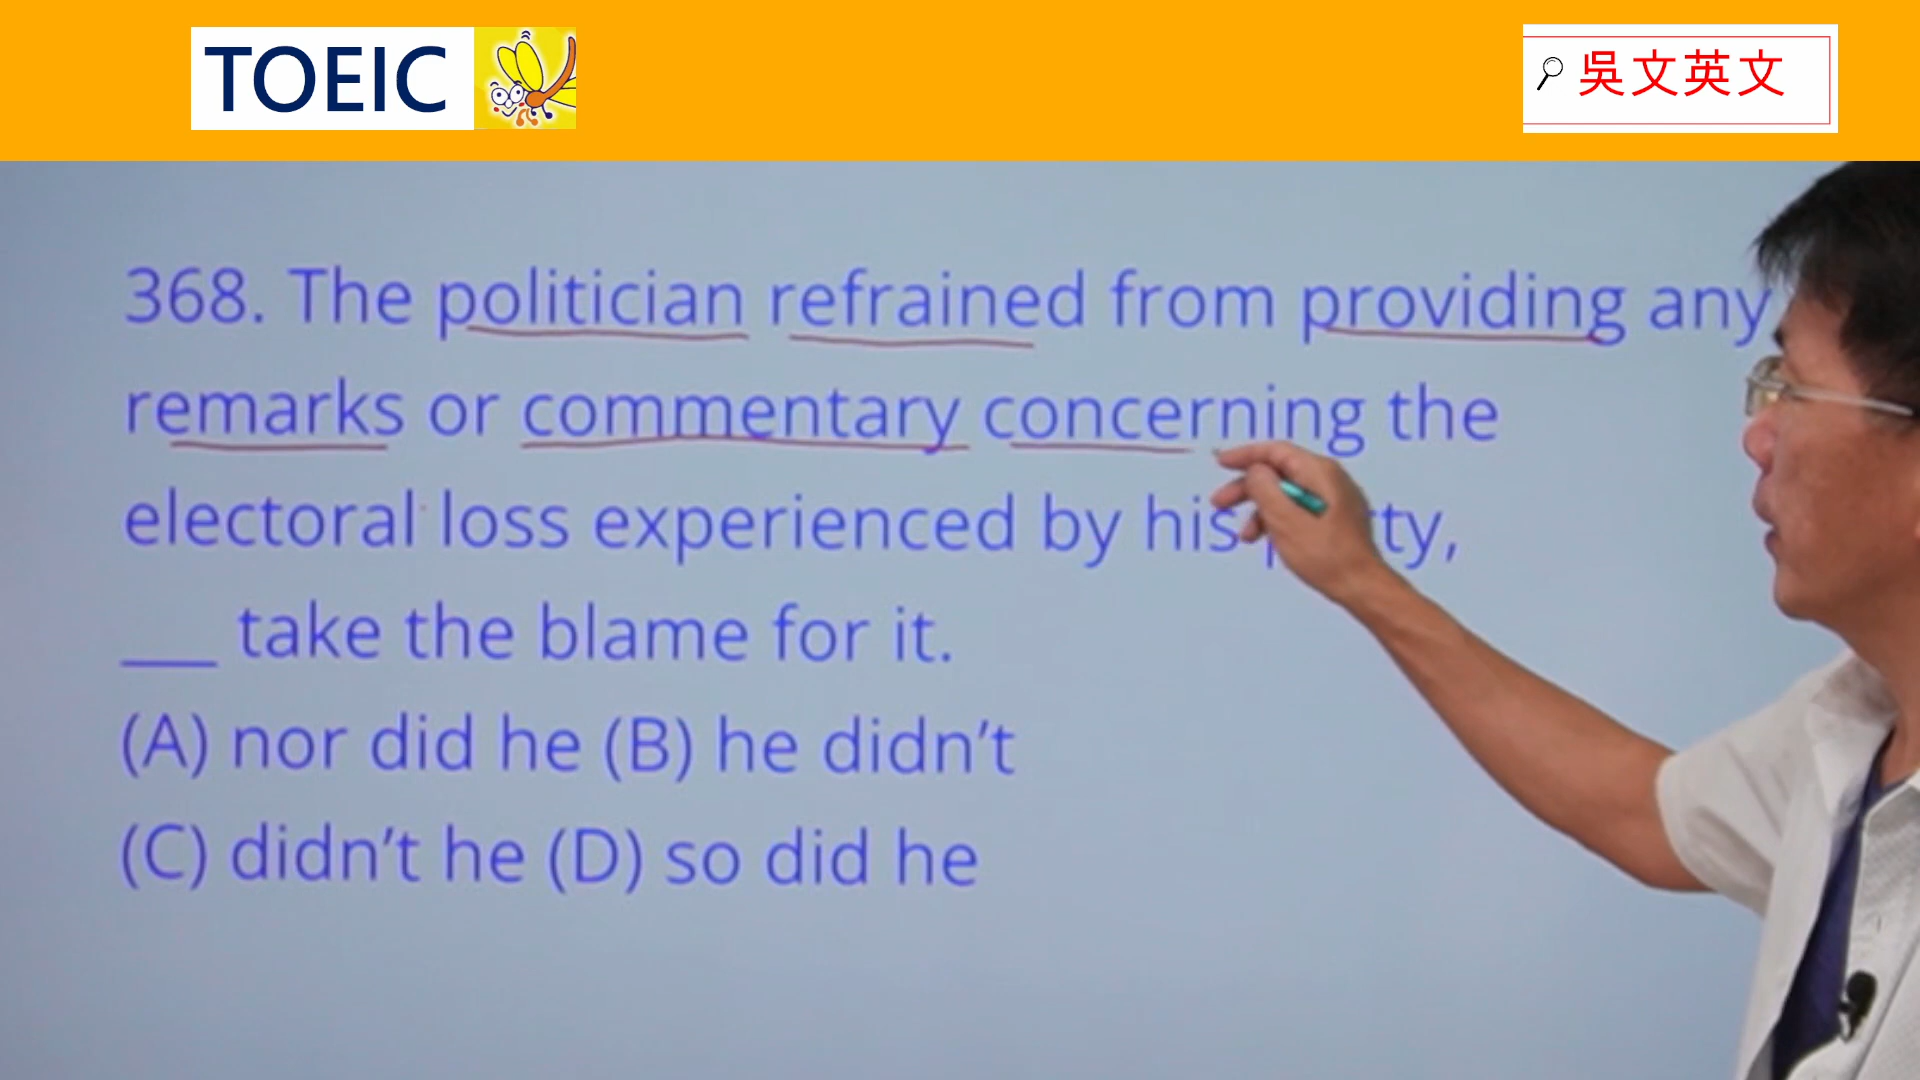 TOEIC
吳文英文
368. The politician refrained from providing any
remarks or commentary concerning the
electoral loss experienced by his
___ take the blame for it.
(A) nor did he (B) he didn't
(C) didn't he (D) so did he